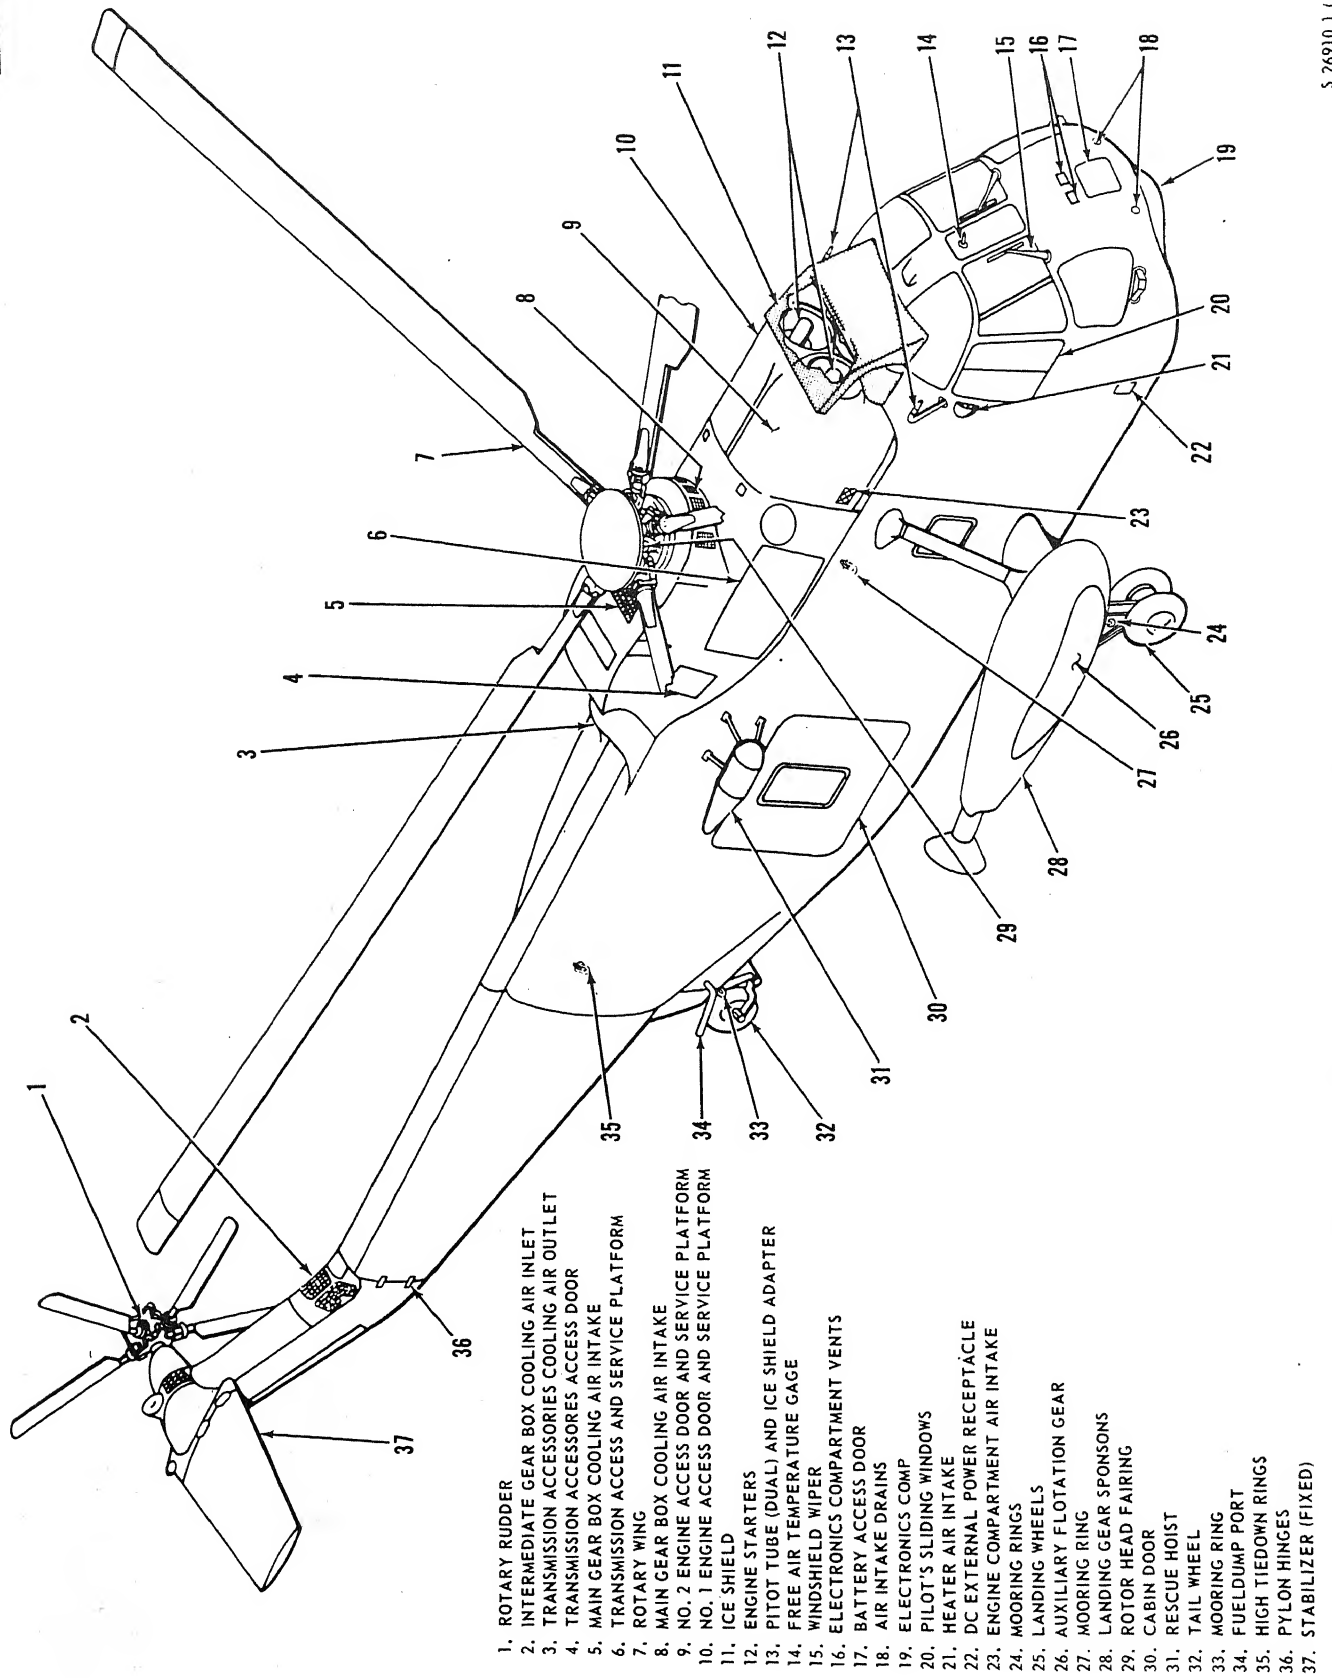 S 26910.1 (
1
2
3
4
5
6
7
8
9
10
11
12
13
14
15
16
17
18
19
20
21
22
23
24
25
26
27
28
29
30
31
32
33
34
35
36
37
1. ROTARY RUDDER
2. INTERMEDIATE GEAR BOX COOLING AIR INLET
3. TRANSMISSION ACCESSORIES COOLING AIR OUTLET
4. TRANSMISSION ACCESSORES ACCESS DOOR
5. MAIN GEAR BOX COOLING AIR INTAKE
6. TRANSMISSION ACCESS AND SERVICE PLATFORM
7. ROTARY WING
8. MAIN GEAR BOX COOLING AIR INTAKE
9. NO. 2 ENGINE ACCESS DOOR AND SERVICE PLATFORM
10. NO. 1 ENGINE ACCESS DOOR AND SERVICE PLATFORM
11. ICE SHIELD
12. ENGINE STARTERS
13. PITOT TUBE (DUAL) AND ICE SHIELD ADAPTER
14. FREE AIR TEMPERATURE GAGE
15. WINDSHIELD WIPER
16. ELECTRONICS COMPARTMENT VENTS
17. BATTERY ACCESS DOOR
18. AIR INTAKE DRAINS
19. ELECTRONICS COMP
20. PILOT'S SLIDING WINDOWS
21. HEATER AIR INTAKE
22. DC EXTERNAL POWER RECEPTACLE
23. ENGINE COMPARTMENT AIR INTAKE
24. MOORING RINGS
25. LANDING WHEELS
26. AUXILIARY FLOTATION GEAR
27. MOORING RING
28. LANDING GEAR SPONSONS
29. ROTOR HEAD FAIRING
30. CABIN DOOR
31. RESCUE HOIST
32. TAIL WHEEL
33. MOORING RING
34. FUELDUMP PORT
35. HIGH TIEDOWN RINGS
36. PYLON HINGES
37. STABILIZER (FIXED)